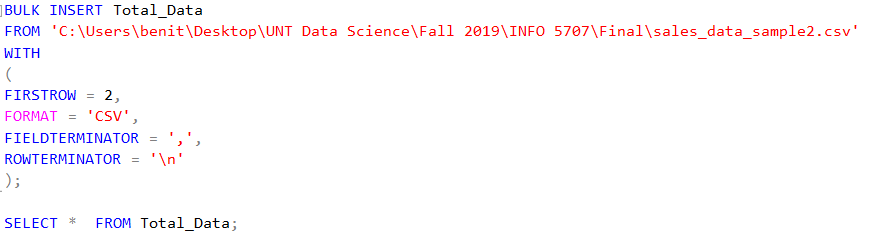 BULK INSERT Total_Data
FROM 'C:\Users\benit\Desktop\UNT Data Science\Fall 2019\INFO 5707\Final\sales_data_sample2.csv'
WITH
(
FIRSTROW = 2,
FORMAT = 'CSV',
FIELDTERMINATOR = ',',
ROWTERMINATOR = '\n'
);
SELECT *  FROM Total_Data;